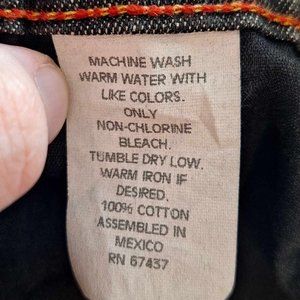 MACHINE WASH
WARM WATER WITH
LIKE COLORS.
ONLY
NON-CHLORINE
BLEACH.
TUMBLE DRY LOW.
WARM IRON IF
DESIRED.
100% COTTON
ASSEMBLED IN
MEXICO
RN 67437